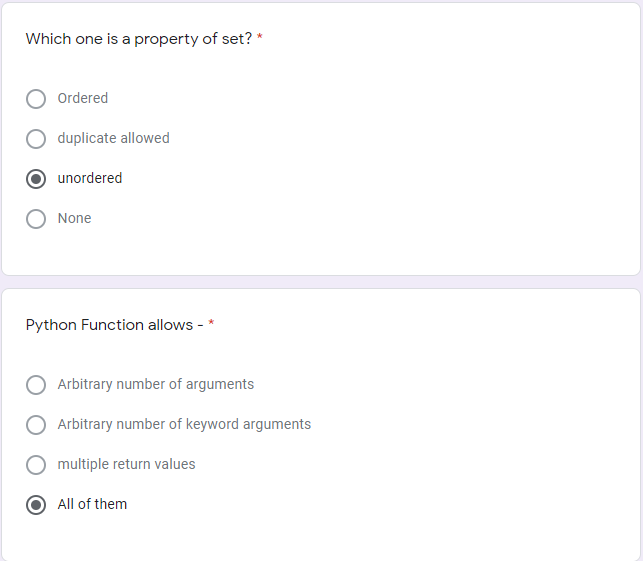 Which one is a property of set? *
Ordered
duplicate allowed
unordered
None
Python Function allows - *
Arbitrary number of arguments
Arbitrary number of keyword arguments
multiple return values
All of them